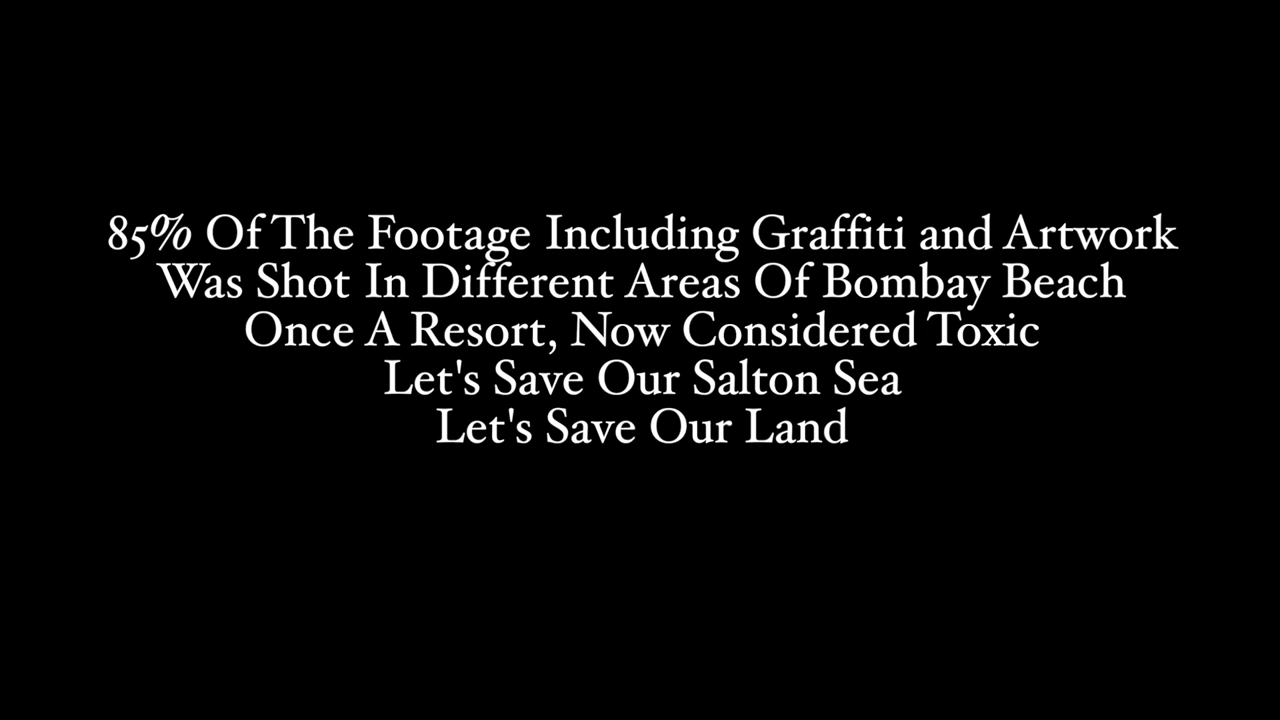 85% Of The Footage Including Graffiti and Artwork
Was Shot In Different Areas Of Bombay Beach
Once A Resort, Now Considered Toxic
Let's Save Our Salton Sea
Let's Save Our Land